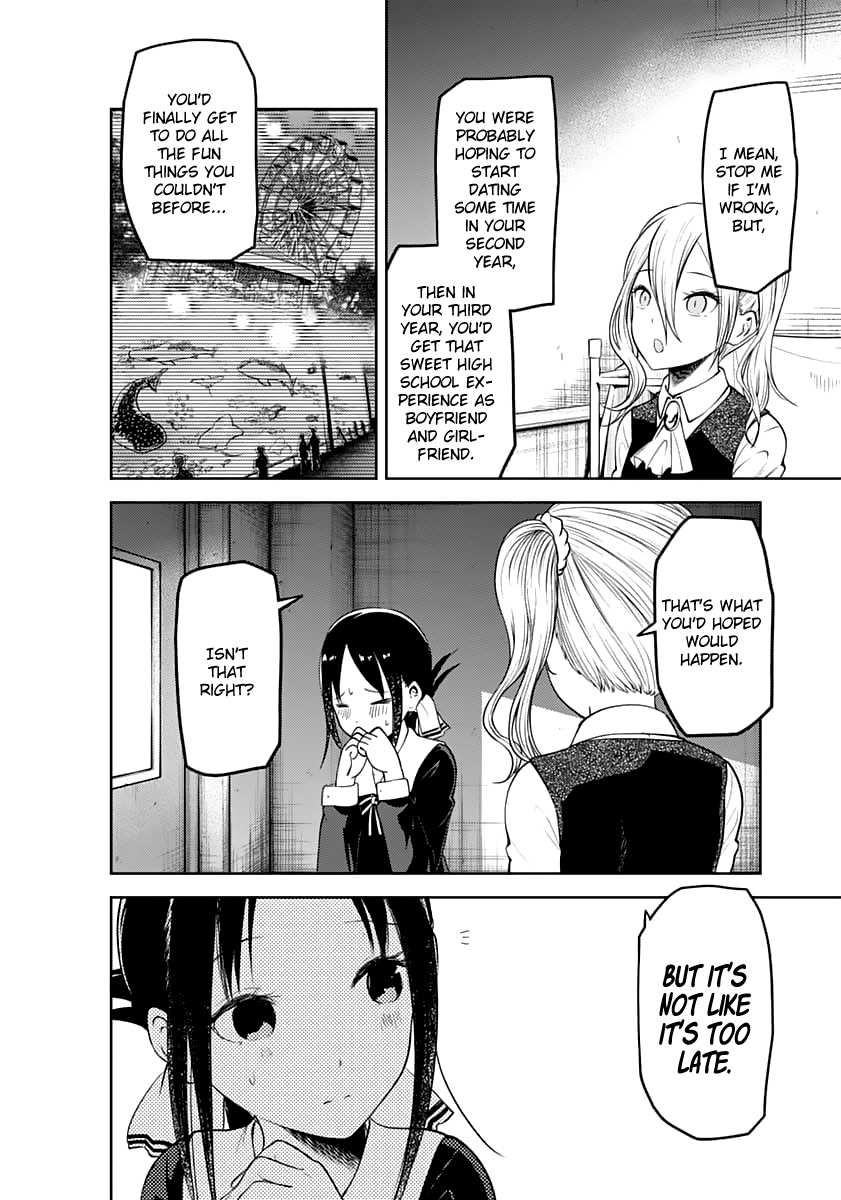 I MEAN,
STOP ME
IF I'M
WRONG,
BUT,
YOU WERE
PROBABLY
HOPING TO
START
DATING
SOME TIME
IN YOUR
SECOND
YEAR,
THEN IN
YOUR THIRD
YEAR, YOU'D
GET THAT
SWEET HIGH
SCHOOL EX-
PERIENCE AS
BOYFRIEND
AND GIRL-
FRIEND.
YOU'D
FINALLY GET
TO DO ALL
THE FUN
THINGS YOU
COULDN'T
BEFORE...
THAT'S WHAT
YOU'D HOPED
WOULD
HAPPEN.
ISN'T
THAT
RIGHT?
BUT IT'S
NOT LIKE
IT'S TOO
LATE.